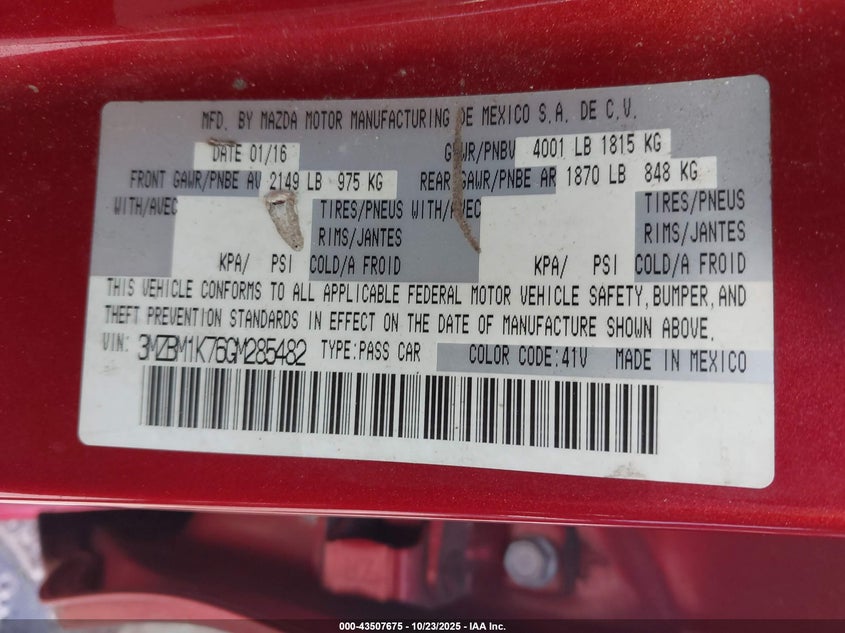 MFD. BY MAZDA MOTOR MANUFACTURING DE MEXICO S.A. DE C.V.
DATE 01/16 GVWR/PNBV 4001 LB 1815 KG
FRONT GAWR/PNBE AV 2149 LB 975 KG REAR GAWR/PNBE AR 1870 LB 848 KG
WITH/AVEC TIRES/PNEUS WITH/AVEC TIRES/PNEUS
RIMS/JANTES RIMS/JANTES
KPA/ PSI COLD/A FROID KPA/ PSI COLD/A FROID
THIS VEHICLE CONFORMS TO ALL APPLICABLE FEDERAL MOTOR VEHICLE SAFETY, BUMPER, AND
THEFT PREVENTION STANDARDS IN EFFECT ON THE DATE OF MANUFACTURE SHOWN ABOVE.
VIN: 3MZBM1K76GM285482 TYPE:PASS CAR COLOR CODE:41V MADE IN MEXICO
000-43507675 - 10/23/2025 - IAA Inc.